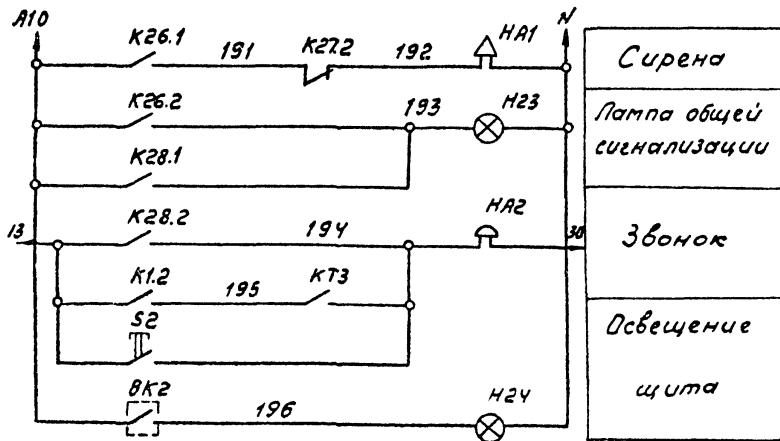 A10 N
K26.1 191 K27.2 192 HA1
Сирена
K26.2 193 H23
Лампа общей
сигнализации
K28.1
13 K28.2 194 HA2 30
Звонок
K1.2 195 KT3
S2
Освещение
щита
BK2 196 H24